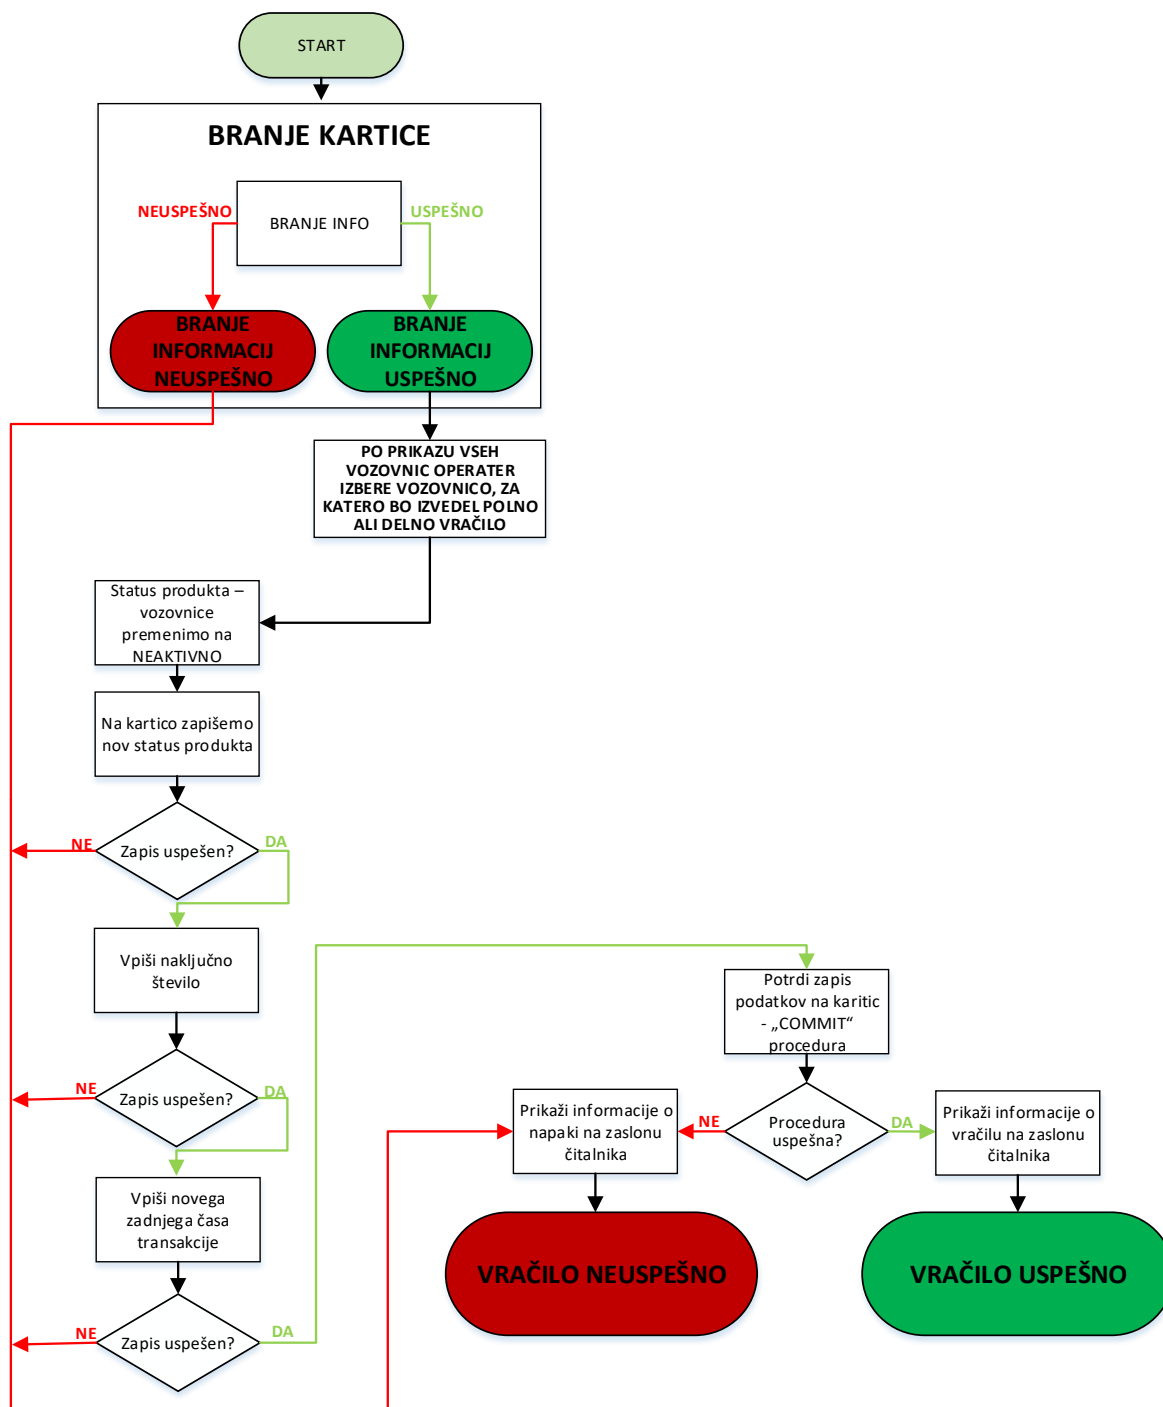 START
BRANJE KARTICE
NEUSPEŠNO
USPEŠNO
BRANJE INFO
BRANJE
INFORMACIJ
NEUSPEŠNO
BRANJE
INFORMACIJ
USPEŠNO
PO PRIKAZU VSEH
VOZOVNIC OPERATER
IZBERE VOZOVNICO, ZA
KATERO BO IZVEDEL POLNO
ALI DELNO VRAČILO
Status produkta –
vozovnice
premenimo na
NEAKTIVNO
Na kartico zapišemo
nov status produkta
NE
Zapis uspešen?
DA
Vpiši naključno
število
NE
Zapis uspešen?
DA
Vpiši novega
zadnjega časa
transakcije
NE
Zapis uspešen?
DA
Potrdi zapis
podatkov na karitic
- „COMMIT“
procedura
Prikaži informacije o
napaki na zaslonu
čitalnika
NE
Procedura
uspešna?
DA
Prikaži informacije o
vračilu na zaslonu
čitalnika
VRAČILO NEUSPEŠNO
VRAČILO USPEŠNO